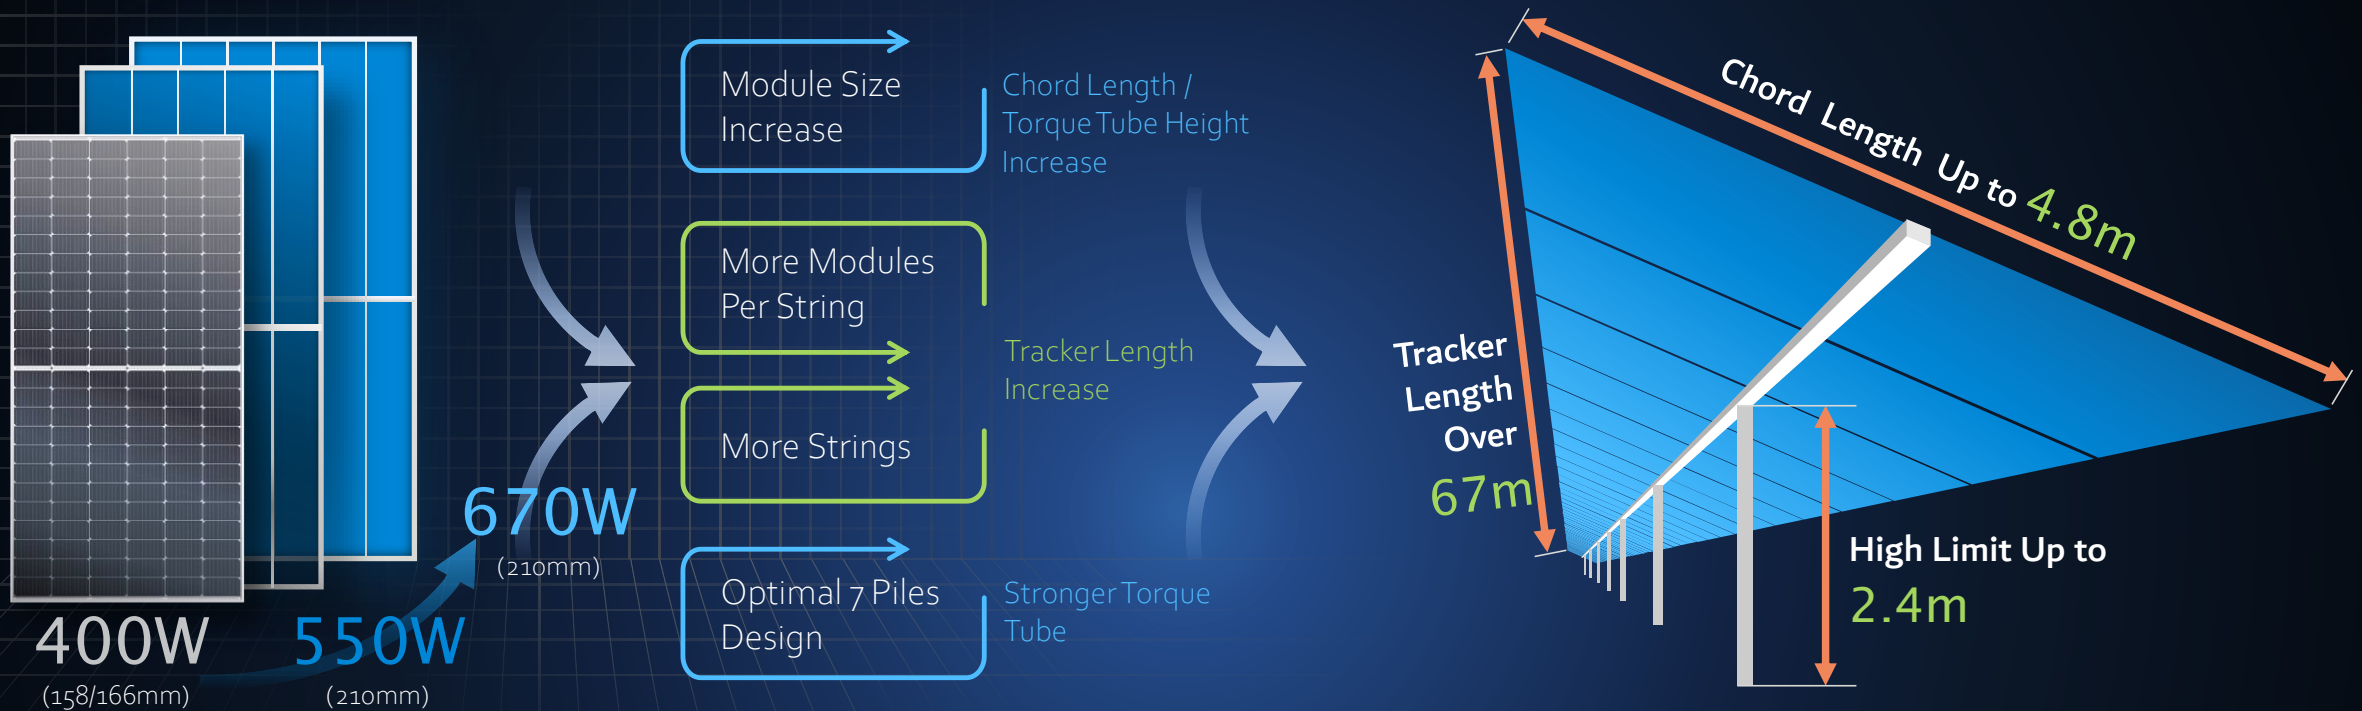 400W
(158/166mm)
550W
(210mm)
670W
(210mm)
Module Size
Increase
Chord Length /
Torque Tube Height
Increase
More Modules
Per String
Tracker Length
Increase
More Strings
Optimal 7 Piles
Design
Stronger Torque
Tube
Chord Length Up to 4.8m
Tracker
Length
Over
67m
High Limit Up to
2.4m